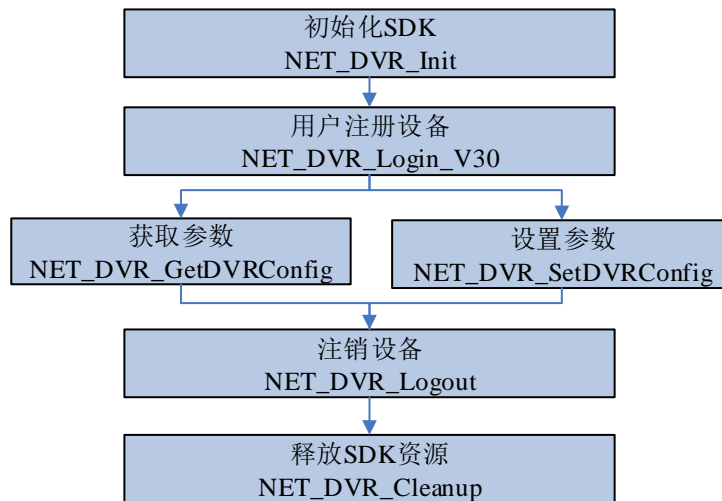 初始化SDK
NET_DVR_Init
用户注册设备
NET_DVR_Login_V30
获取参数
NET_DVR_GetDVRConfig
设置参数
NET_DVR_SetDVRConfig
注销设备
NET_DVR_Logout
释放SDK资源
NET_DVR_Cleanup